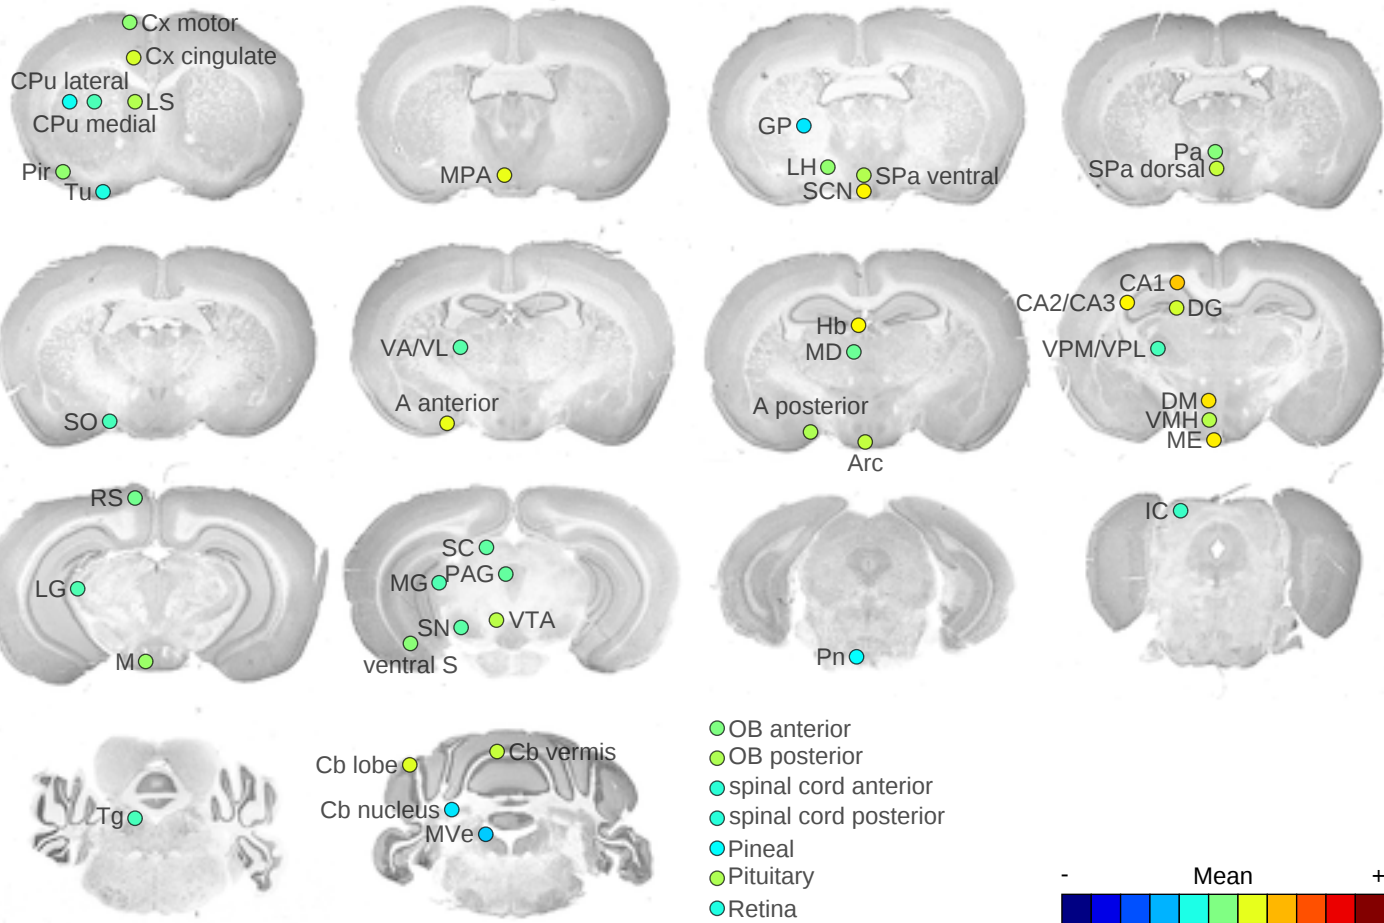 Cx motor
Cx cingulate
CPu lateral
LS
CPu medial
Pir
Tu
MPA
GP
LH
SPa ventral
SCN
Pa
SPa dorsal
SO
VA/VL
A anterior
Hb
MD
A posterior
Arc
CA1
CA2/CA3
DG
VPM/VPL
DM
VMH
ME
RS
LG
M
SC
MG
PAG
SN
VTA
ventral S
Pn
IC
Tg
Cb lobe
Cb vermis
Cb nucleus
MVe
OB anterior
OB posterior
spinal cord anterior
spinal cord posterior
Pineal
Pituitary
Retina
- Mean +